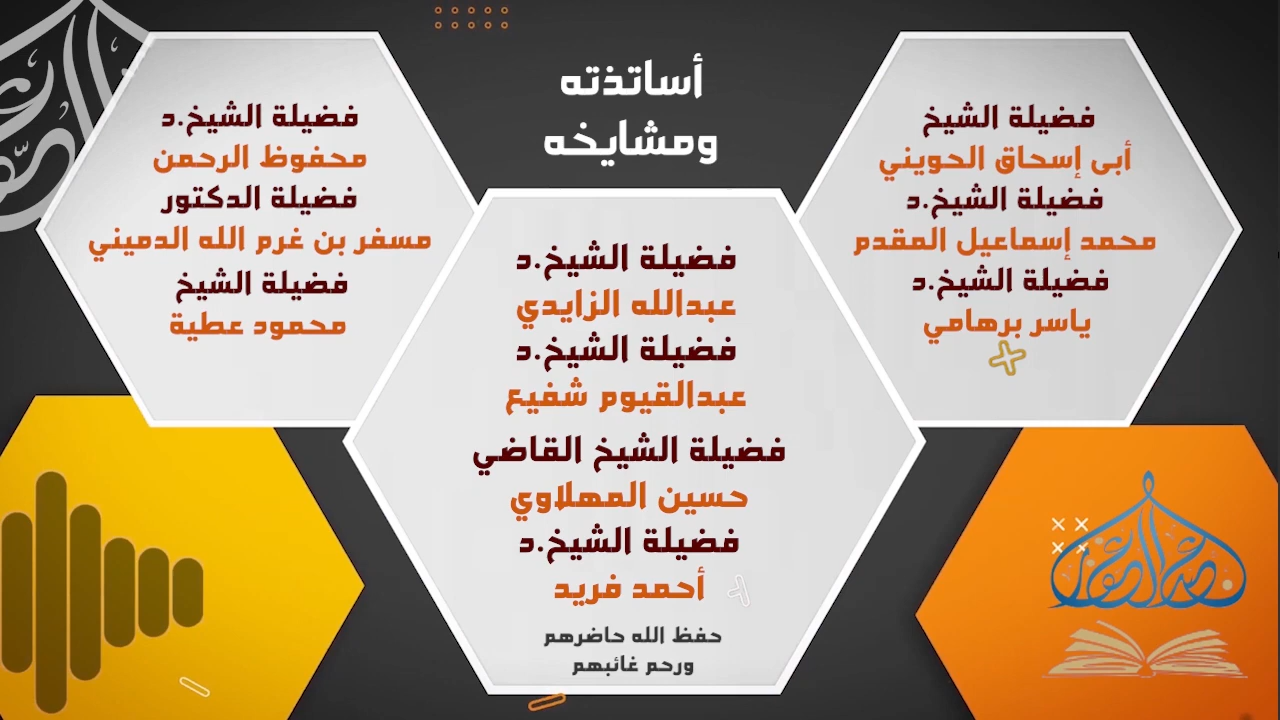 أساتذته
ومشايخه
فضيلة الشيخ
أبى إسحاق الحويني
فضيلة الشيخ.د
محمد إسماعيل المقدم
فضيلة الشيخ.د
ياسر برهامي
فضيلة الشيخ.د
عبدالله الزايدي
فضيلة الشيخ.د
عبدالقيوم شفيع
فضيلة الشيخ القاضي
حسين المهلاوي
فضيلة الشيخ.د
أحمد فريد
حفظ الله حاضرهم
ورحم غائبهم
فضيلة الشيخ.د
محفوظ الرحمن
فضيلة الدكتور
مسفر بن غرم الله الدميني
فضيلة الشيخ
محمود عطية